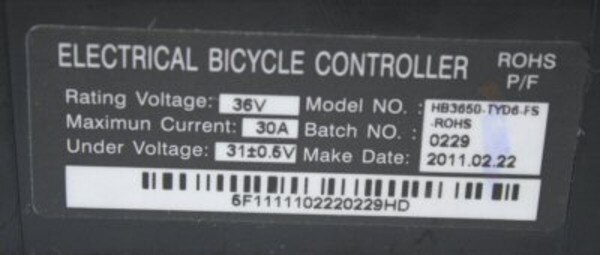 ELECTRICAL BICYCLE CONTROLLER ROHS P/F
Rating Voltage: 36V Model NO. : HB3650-TYD6-FS
-ROHS
Maximun Current: 30A Batch NO. : 0229
Under Voltage: 31±0.5V Make Date: 2011.02.22
6F1111102220229HD